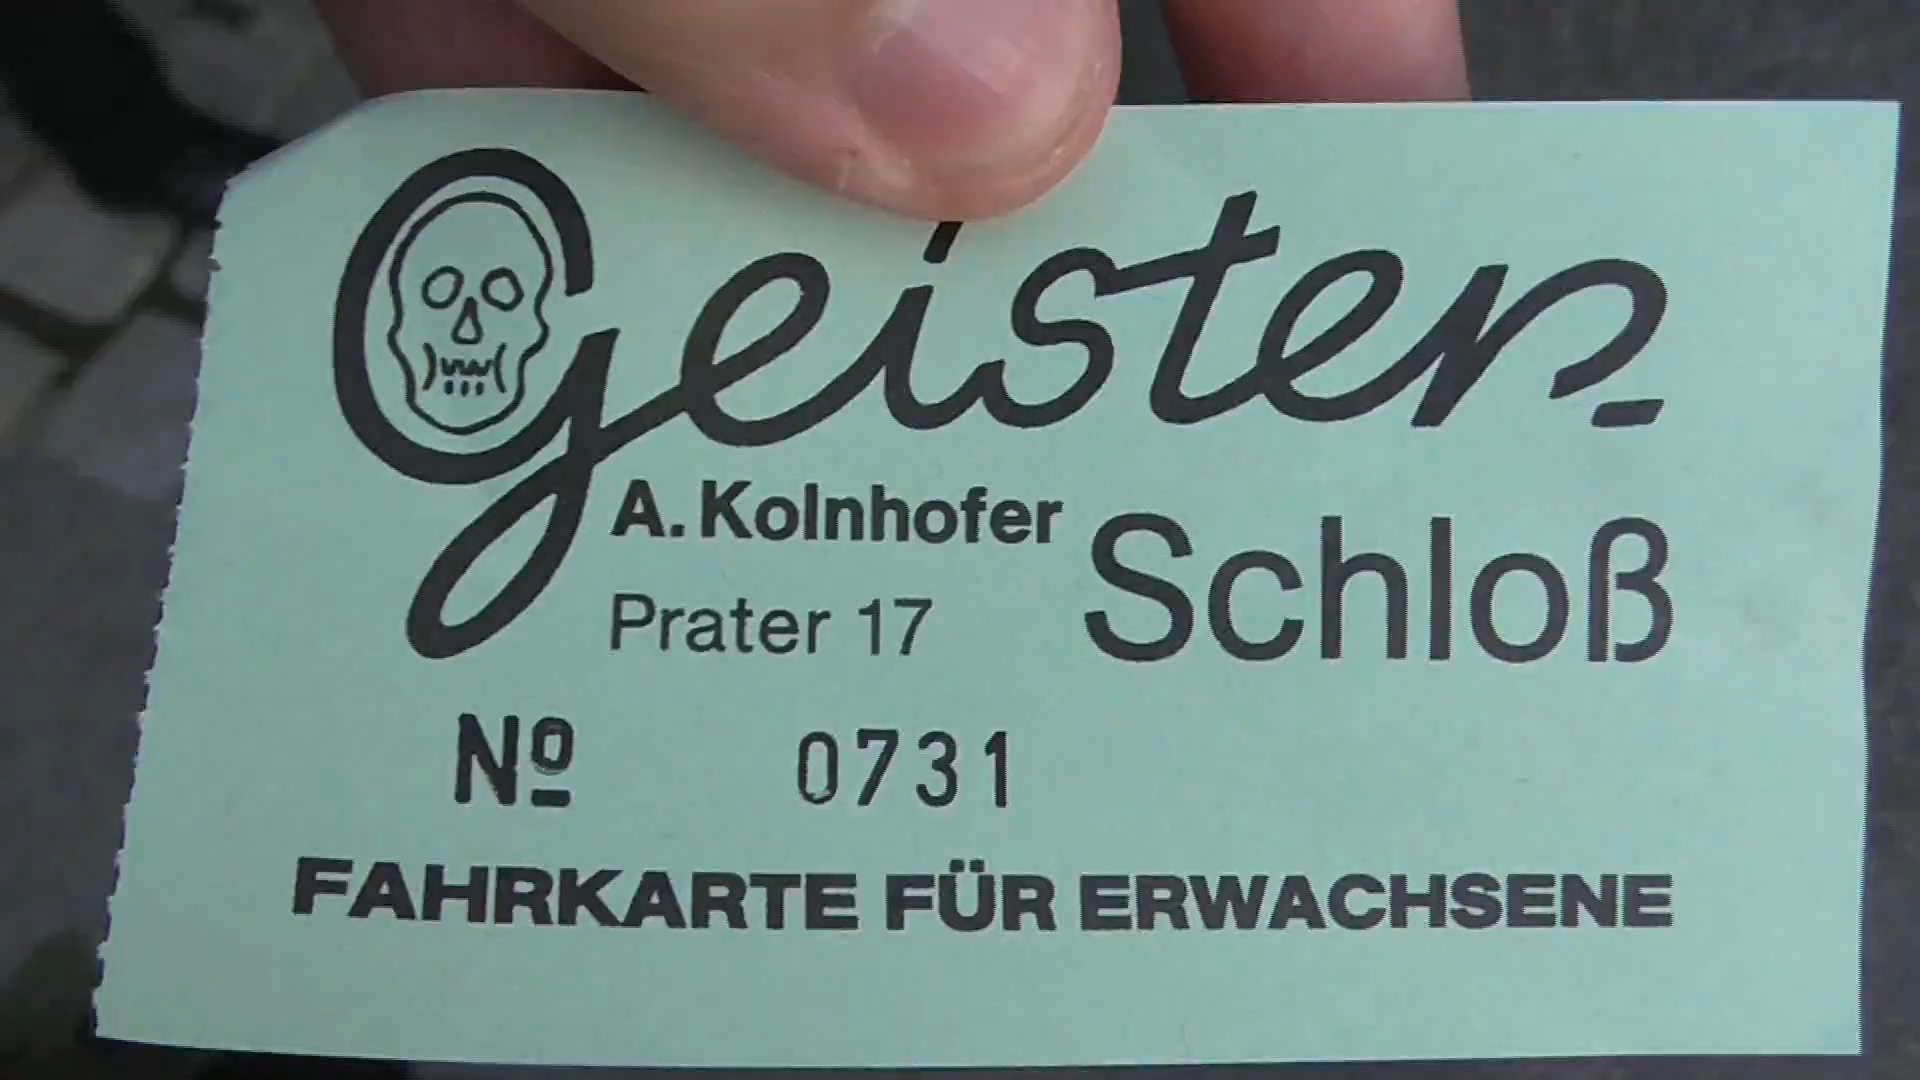 Geister-
A. Kolnhofer
Schloß
Prater 17
Nº 0731
FAHRKARTE FÜR ERWACHSENE